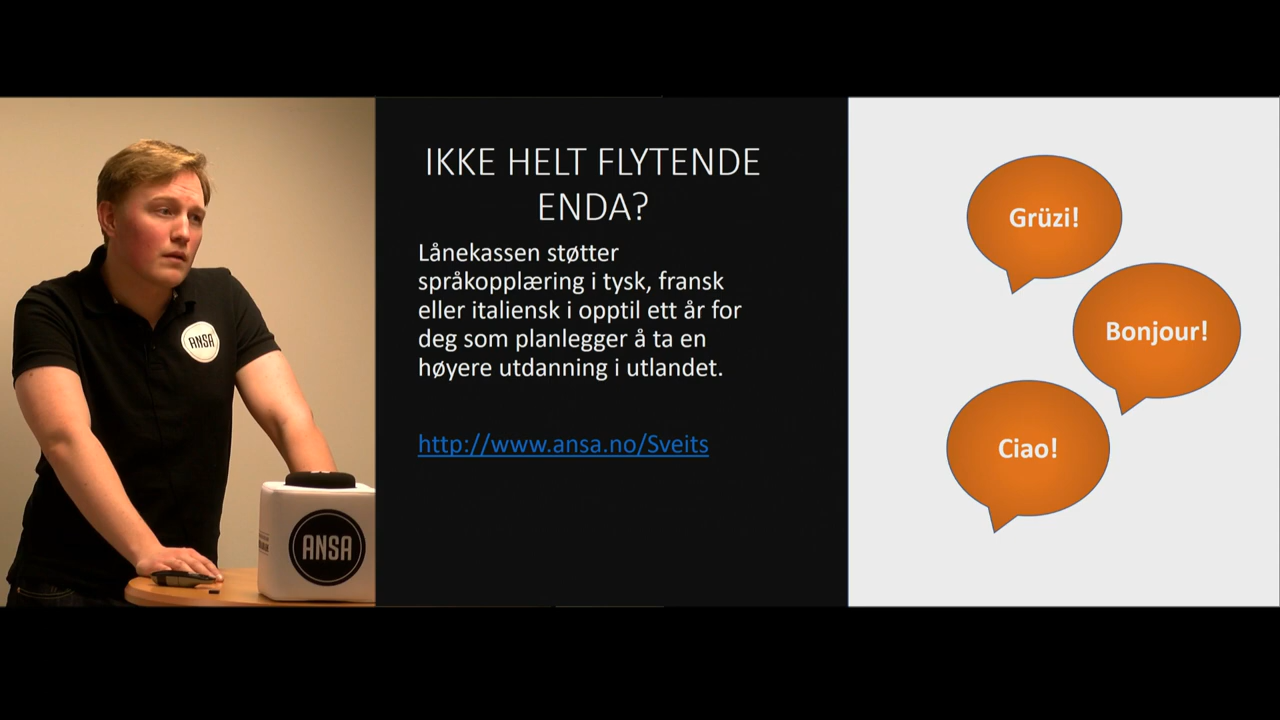 ANSA
ANSA
IKKE HELT FLYTENDE
ENDA?
Lånekassen støtter
språkopplæring i tysk, fransk
eller italiensk i opptil ett år for
deg som planlegger å ta en
høyere utdanning i utlandet.
http://www.ansa.no/Sveits
Grüzi!
Bonjour!
Ciao!